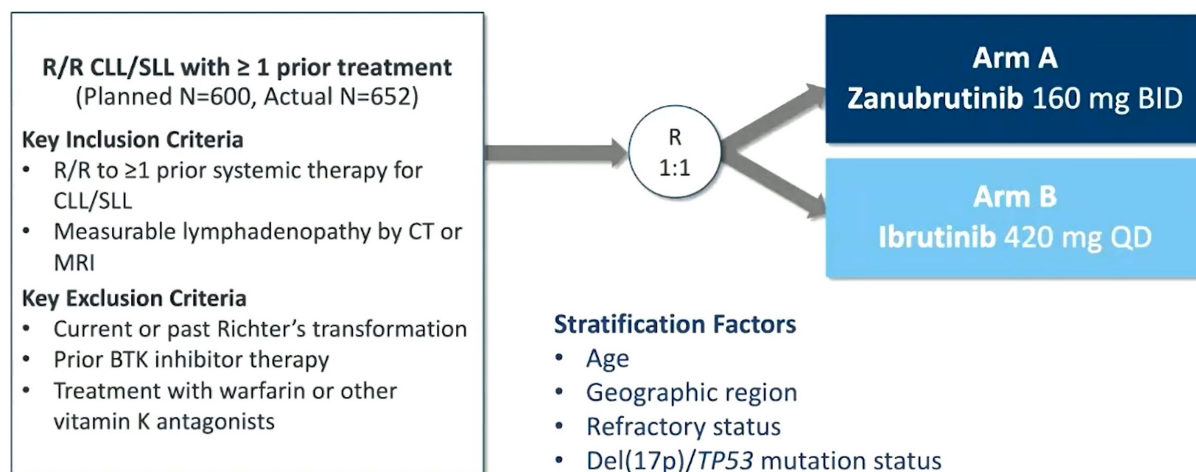 R/R CLL/SLL with ≥ 1 prior treatment
(Planned N=600, Actual N=652)
Key Inclusion Criteria
• R/R to ≥1 prior systemic therapy for
CLL/SLL
• Measurable lymphadenopathy by CT or
MRI
Key Exclusion Criteria
• Current or past Richter's transformation
• Prior BTK inhibitor therapy
• Treatment with warfarin or other
vitamin K antagonists
R
1:1
Arm A
Zanubrutinib 160 mg BID
Arm B
Ibrutinib 420 mg QD
Stratification Factors
• Age
• Geographic region
• Refractory status
• Del(17p)/TP53 mutation status